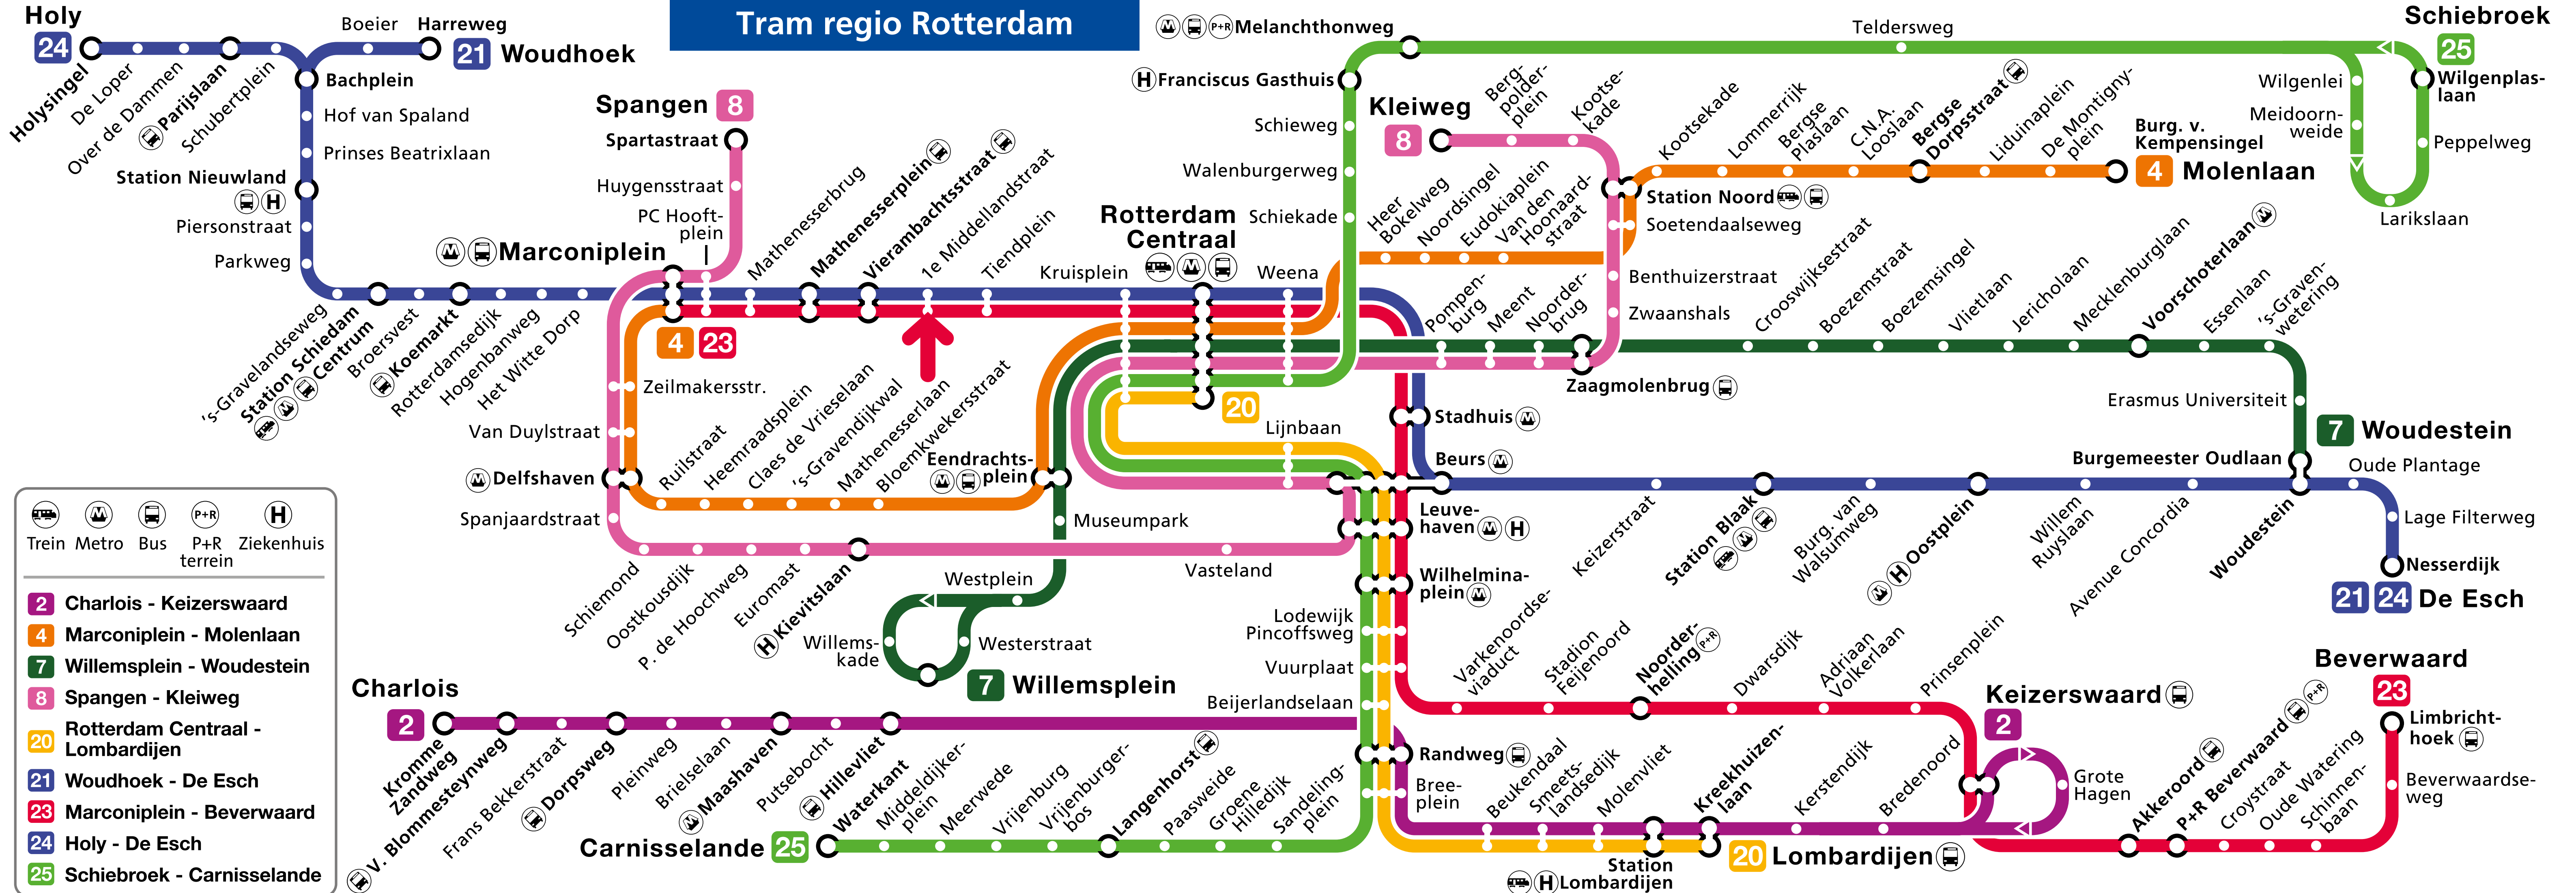 Tram regio Rotterdam
Holy
24
Boeier
Harreweg
21 Woudhoek
Holysingel
De Loper
Over de Dammen
Parijslaan
Schubertplein
Bachplein
Hof van Spaland
Prinses Beatrixlaan
Station Nieuwland
H
Piersonstraat
Parkweg
's-Gravelandseweg
Station Schiedam
Centrum
Broersvest
Koemarkt
Rotterdamsedijk
Hogenbanweg
Het Witte Dorp
Spangen 8
Spartastraat
Huygensstraat
PC Hooft-
plein
Marconiplein
4 23
Mathenesserbrug
Mathenesserplein
Vierambachtsstraat
1e Middellandstraat
Tiendplein
Kruisplein
Rotterdam
Centraal
Weena
20
Lijnbaan
P+R Melanchthonweg
H Franciscus Gasthuis
Schieweg
Walenburgerweg
Schiekade
Teldersweg
Schiebroek
25
Wilgenplas-
laan
Peppelweg
Larikslaan
Meidoorn-
weide
Wilgenlei
Kleiweg
8
Berg-
polder-
plein
Kootse-
kade
Kootsekade
Lommerrijk
Bergse
Plaslaan
C.N.A.
Looslaan
Bergse
Dorpsstraat
Liduinaplein
De Montigny-
plein
Burg. v.
Kempensingel
4 Molenlaan
Station Noord
Soetendaalseweg
Heer
Bokelweg
Noordsingel
Eudokiaplein
Van den
Hoonaard-
straat
Benthuizerstraat
Zwaanshals
Pompen-
burg
Meent
Noorder-
brug
Zaagmolenbrug
Crooswijksestraat
Boezemstraat
Boezemsingel
Vlietlaan
Jericholaan
Mecklenburglaan
Voorschoterlaan
Essenlaan
's-Graven-
wetering
Erasmus Universiteit
7 Woudestein
Burgemeester Oudlaan
Oude Plantage
Lage Filterweg
Nesserdijk
21 24 De Esch
Zeilmakersstr.
Van Duylstraat
Delfshaven
Spanjaardstraat
Ruilstraat
Heemraadsplein
Claes de Vrieselaan
's-Gravendijkwal
Mathenesserlaan
Bloemkwekersstraat
Eendrachts-
plein
Museumpark
Schiemond
Oostkousdijk
P. de Hoochweg
Euromast
H Kievitslaan
Vasteland
Westplein
Willems-
kade
Westerstraat
7 Willemsplein
Stadhuis
Beurs
Leuve-
haven H
Wilhelmina-
plein
Keizerstraat
Station Blaak
Burg. van
Walsumweg
H Oostplein
Willem
Ruyslaan
Avenue Concordia
Woudestein
Lodewijk
Pincoffsweg
Vuurplaat
Beijerlandselaan
Varkenoordse-
viaduct
Stadion
Feijenoord
Noorder-
helling P+R
Dwarsdijk
Adriaan
Volkerlaan
Prinsenplein
Charlois
2
Kromme
Zandweg
V. Blommesteynweg
Frans Bekkerstraat
Dorpsweg
Pleinweg
Brielselaan
Maashaven
Putsebocht
Hillevliet
Randweg
Bree-
plein
Beukendaal
Smeets-
landsedijk
Molenvliet
Kreekhuizen-
laan
Kerstendijk
Bredenoord
Keizerswaard
2
Grote
Hagen
Station
H Lombardijen
20 Lombardijen
Carnisselande 25
Waterkant
Middeldijker-
plein
Meerwede
Vrijenburg
Vrijenburger-
bos
Langenhorst
Paasweide
Groene
Hilledijk
Sandeling-
plein
Akkeroord
P+R Beverwaard P+R
Croystraat
Oude Watering
Schinnen-
baan
Beverwaard
23
Limbricht-
hoek
Beverwaardse-
weg
P+R H
Trein Metro Bus P+R Ziekenhuis
terrein
2 Charlois - Keizerswaard
4 Marconiplein - Molenlaan
7 Willemsplein - Woudestein
8 Spangen - Kleiweg
20 Rotterdam Centraal -
Lombardijen
21 Woudhoek - De Esch
23 Marconiplein - Beverwaard
24 Holy - De Esch
25 Schiebroek - Carnisselande